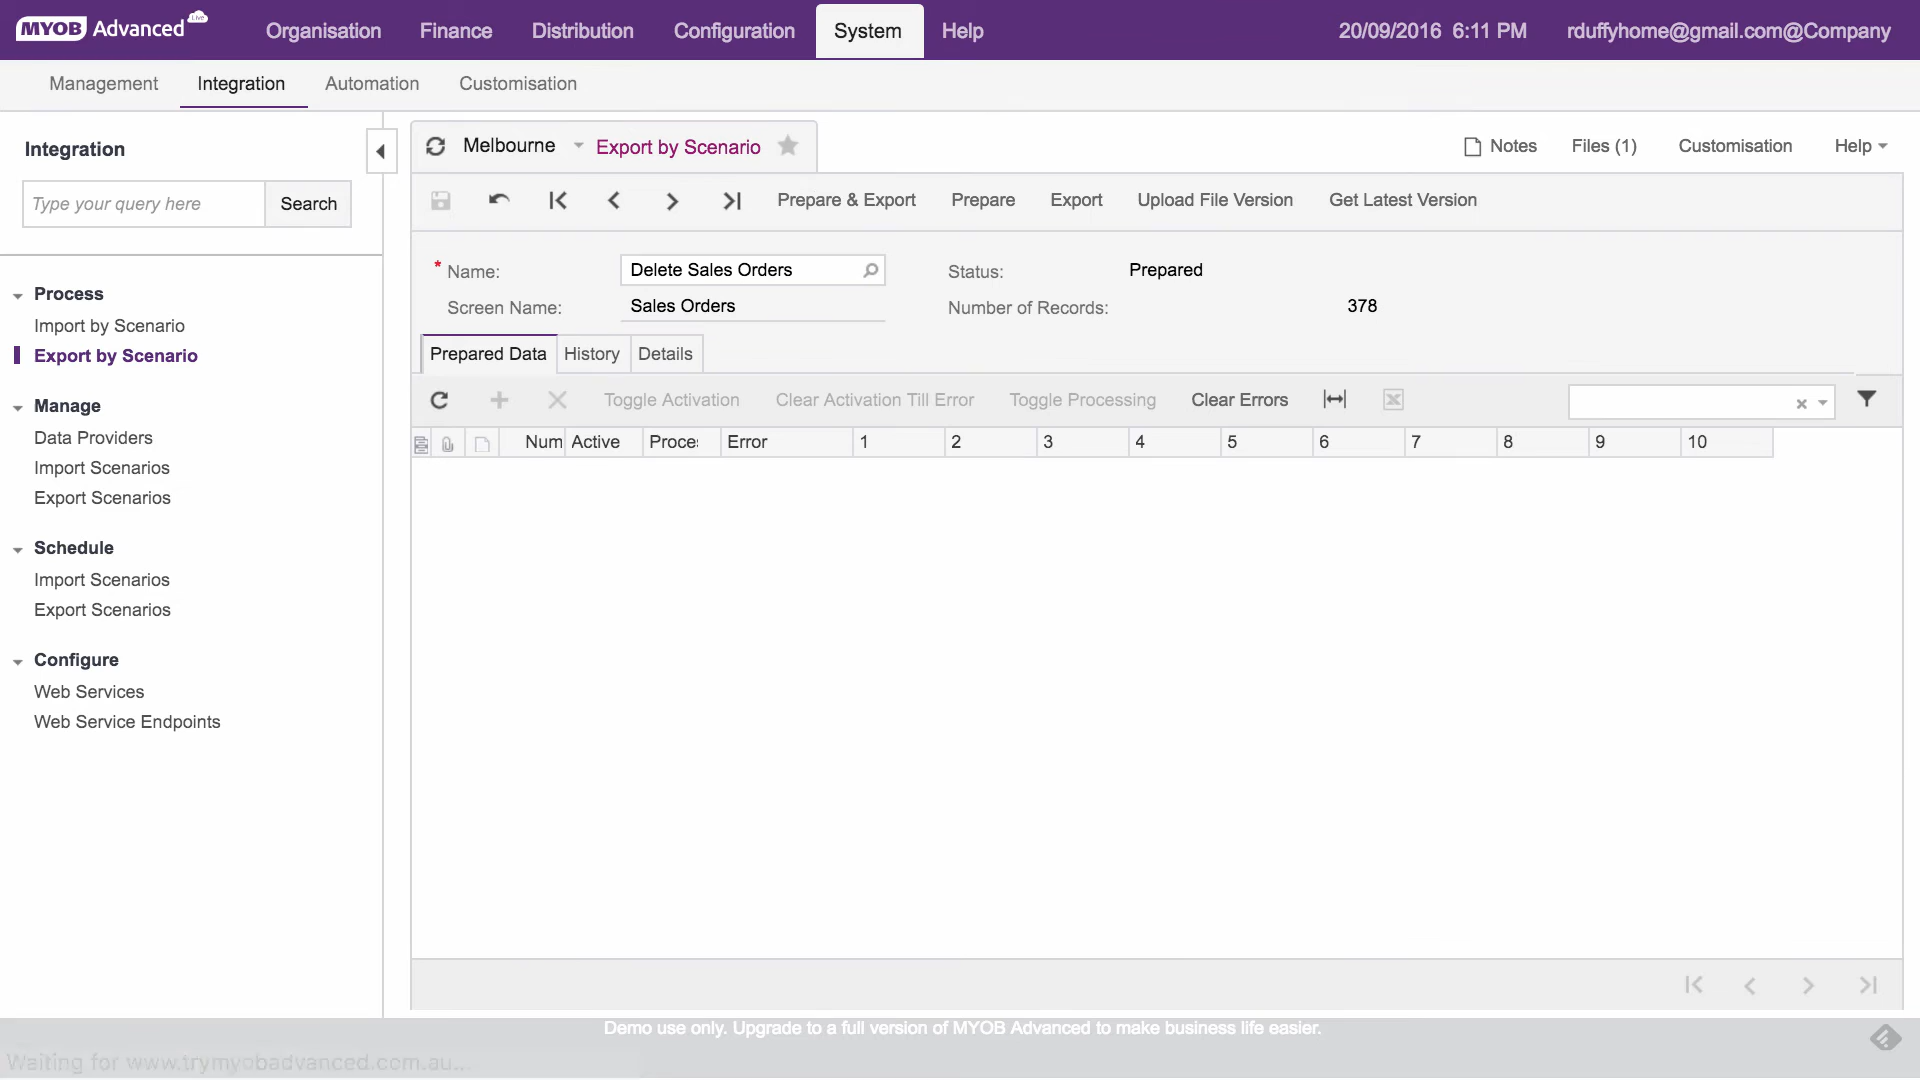 MYOB Advanced Live
Organisation Finance Distribution Configuration System Help
20/09/2016 6:11 PM rduffyhome@gmail.com@Company
Management Integration Automation Customisation
Integration
Type your query here Search
Process
Import by Scenario
Export by Scenario
Manage
Data Providers
Import Scenarios
Export Scenarios
Schedule
Import Scenarios
Export Scenarios
Configure
Web Services
Web Service Endpoints
Melbourne Export by Scenario
Notes Files (1) Customisation Help
Prepare & Export Prepare Export Upload File Version Get Latest Version
* Name: Delete Sales Orders Status: Prepared
Screen Name: Sales Orders Number of Records: 378
Prepared Data History Details
Toggle Activation Clear Activation Till Error Toggle Processing Clear Errors
Num Active Proces Error 1 2 3 4 5 6 7 8 9 10
Demo use only. Upgrade to a full version of MYOB Advanced to make business life easier.
Waiting for www.trymyobadvanced.com.au...